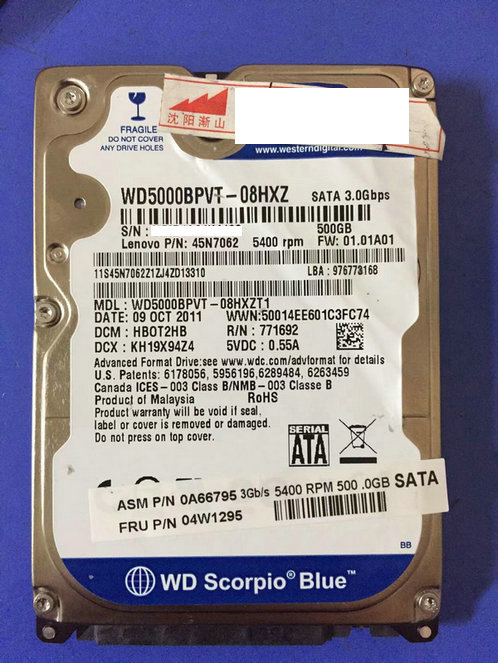 沈阳渐山
FRAGILE
DO NOT COVER
ANY DRIVE HOLES
www.westerndigital.com
WD5000BPVT-08HXZ SATA 3.0Gbps
S/N : 500GB
Lenovo P/N: 45N7062 5400 rpm FW: 01.01A01
11S45N7062Z1ZJ4ZD13310 LBA : 976773168
MDL: WD5000BPVT-08HXZT1
DATE: 09 OCT 2011 WWN:50014EE601C3FC74
DCM: HBOT2HB R/N: 771692
DCX: KH19X94Z4 5VDC: 0.55A
Advanced Format Drive:see www.wdc.com/advformat for details
U.S. Patents: 6178056, 5956196,6289484, 6263459
Canada ICES-003 Class B/NMB-003 Classe B
Product of Malaysia RoHS
Product warranty will be void if seal,
label or cover is removed or damaged.
Do not press on top cover.
SERIAL
ATA
ASM P/N 0A66795 3Gb/s 5400 RPM 500 .0GB SATA
FRU P/N 04W1295
BB
WD Scorpio® Blue™